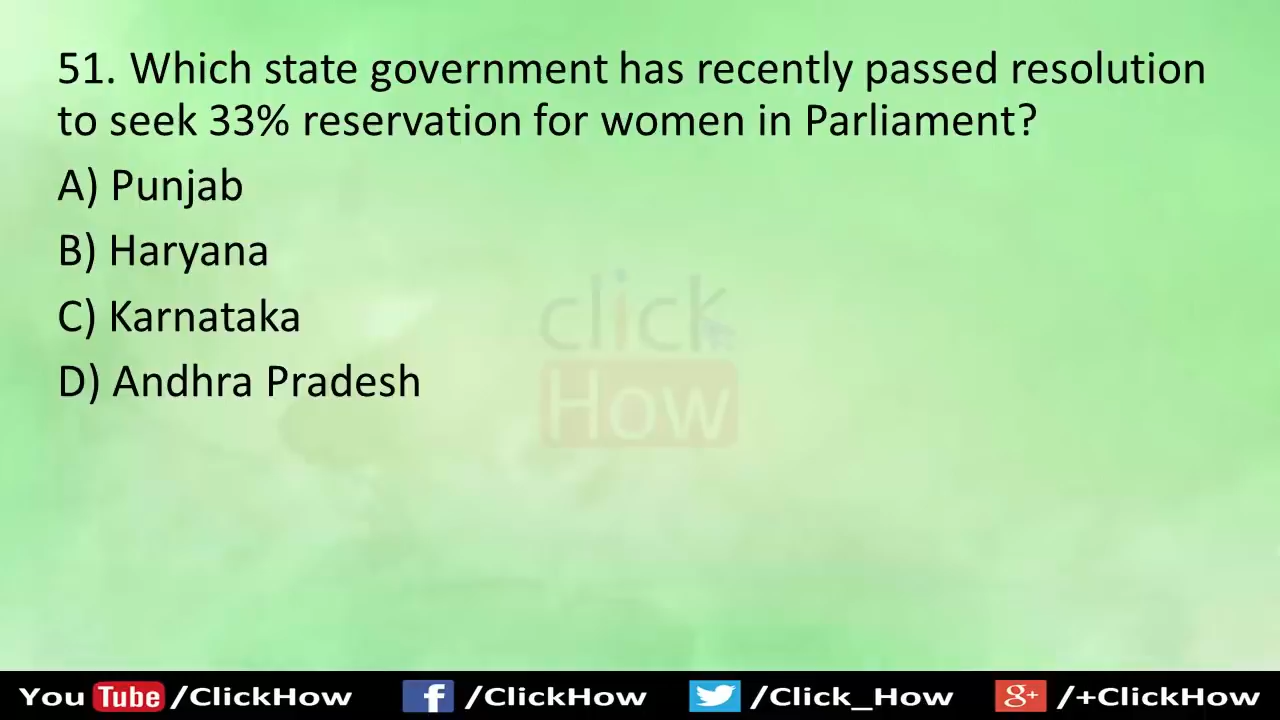 51. Which state government has recently passed resolution
to seek 33% reservation for women in Parliament?
A) Punjab
B) Haryana
C) Karnataka
D) Andhra Pradesh
click
How
You Tube /ClickHow f /ClickHow /Click_How g+ /+ClickHow